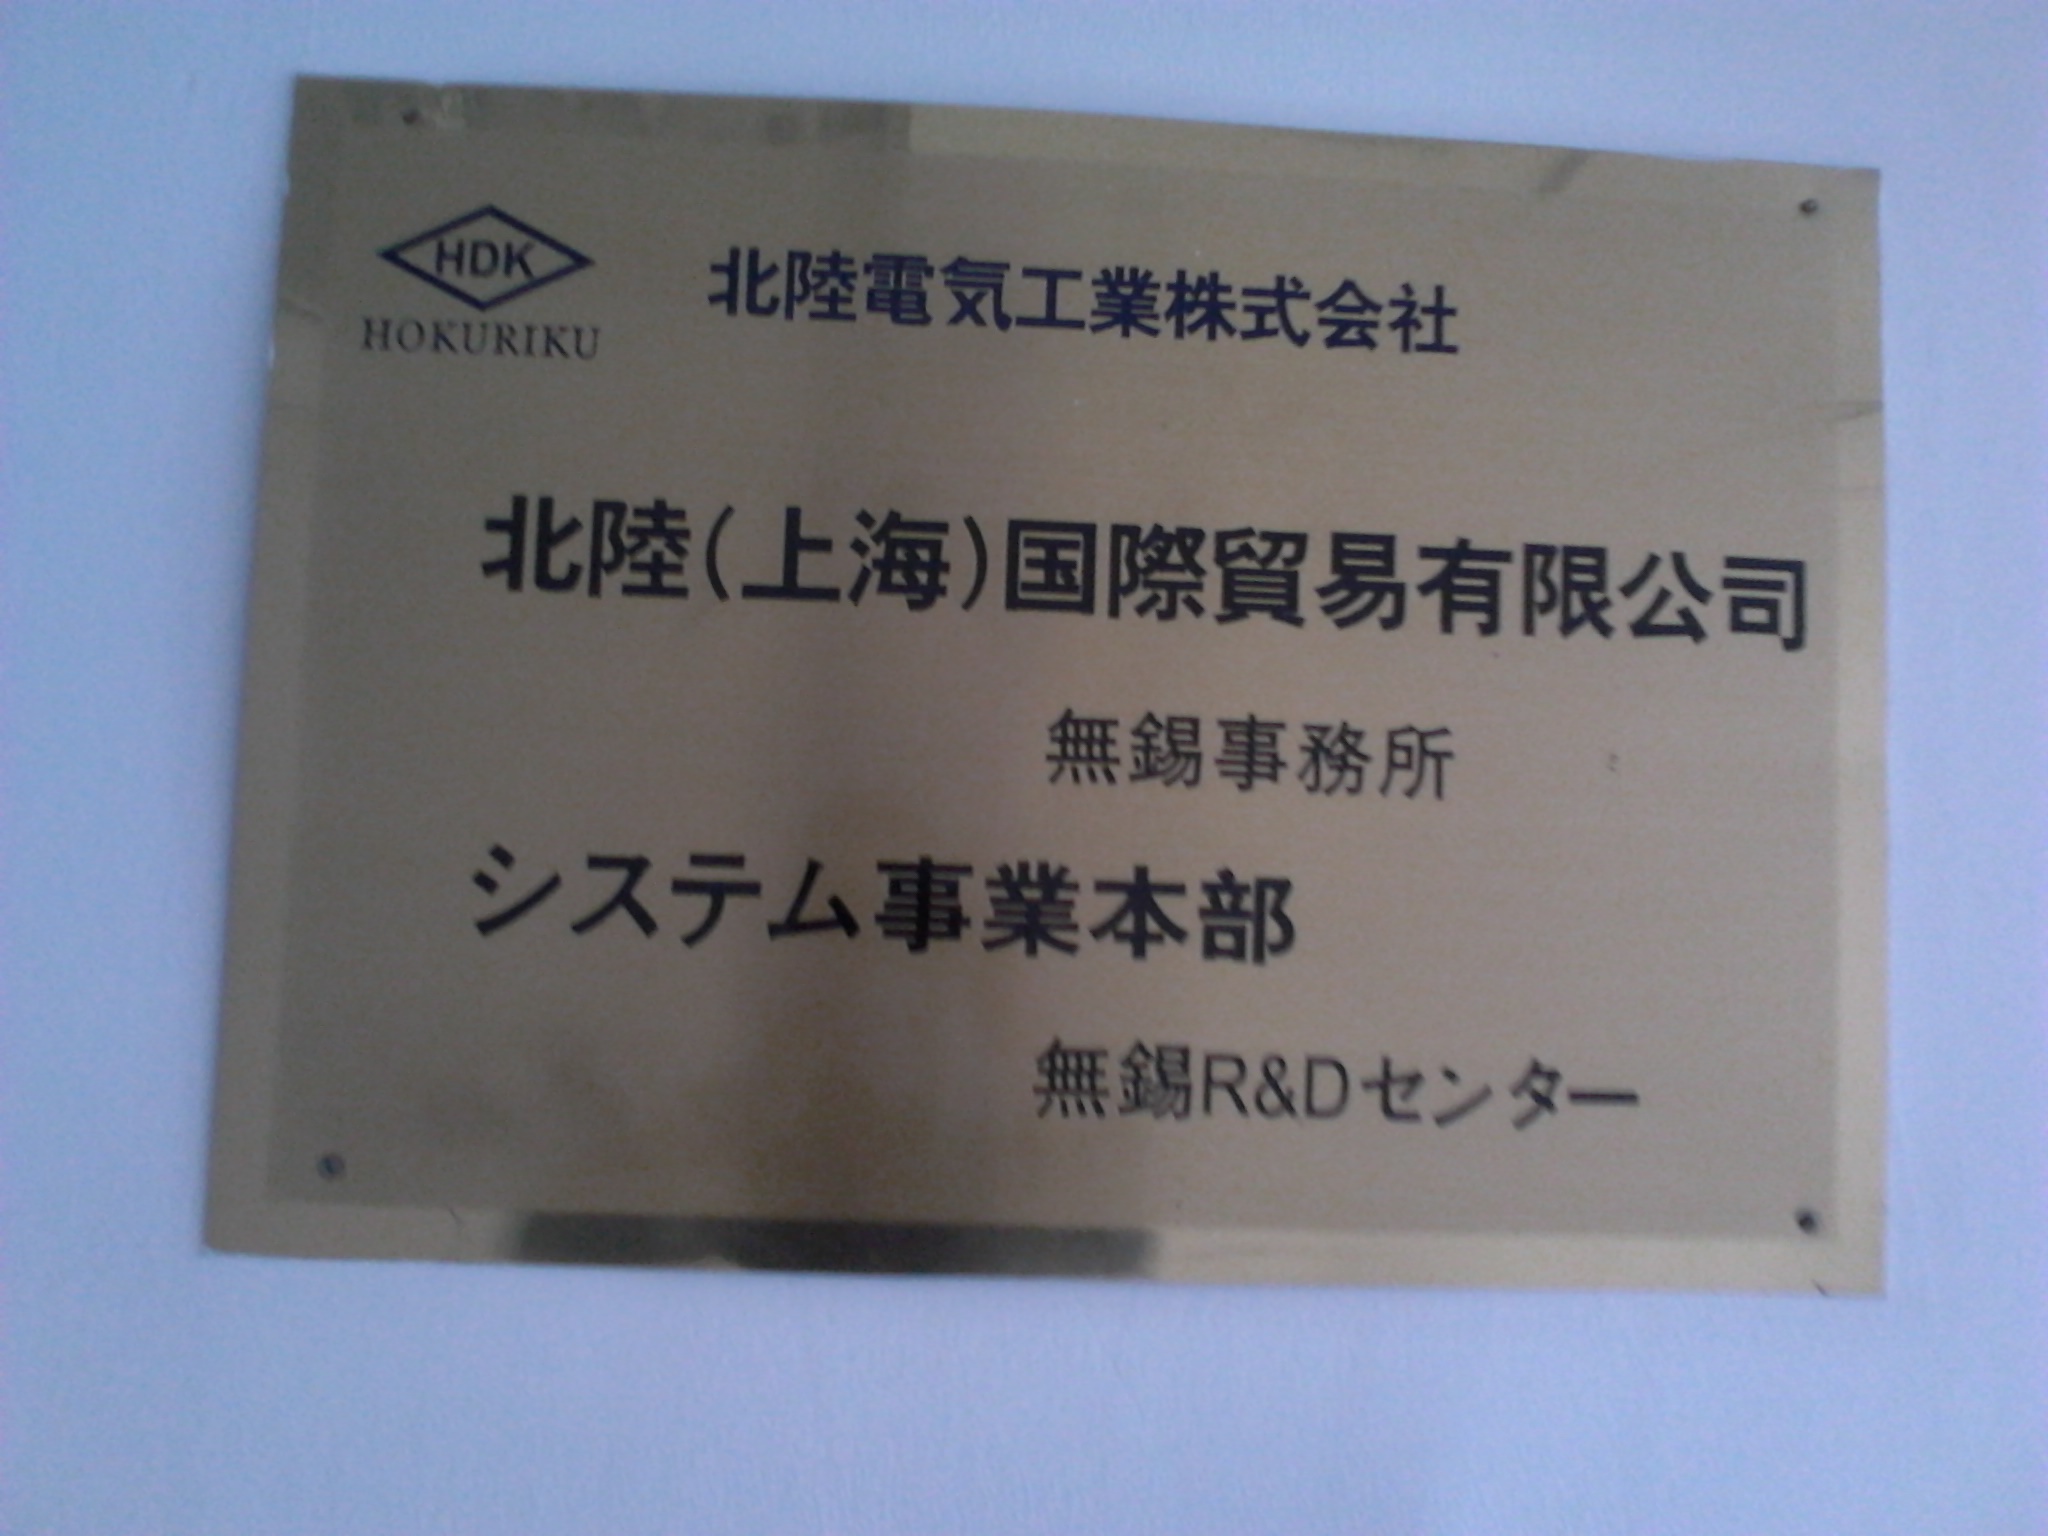 HDK
HOKURIKU
北陸電気工業株式会社
北陸(上海)国際貿易有限公司
無錫事務所
システム事業本部
無錫R&Dセンター